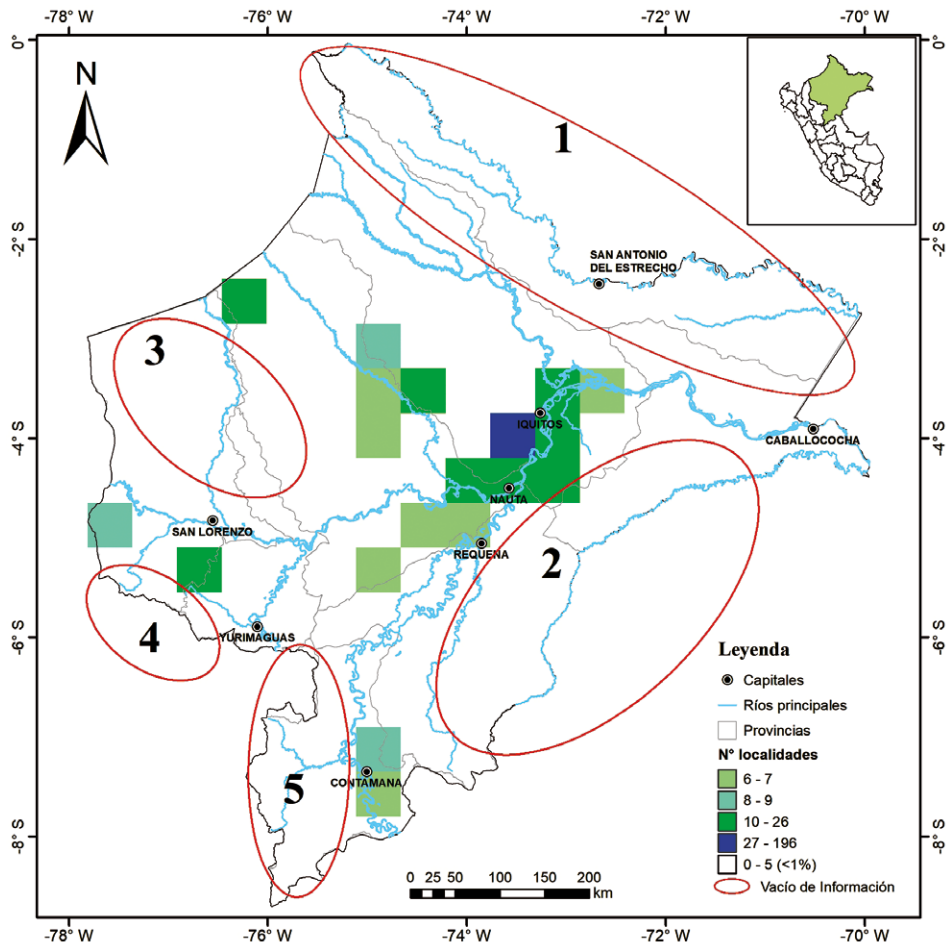 -78° W
-76° W
-74° W
-72° W
-70° W
0°
0°
N
1
-2° S
-2° S
SAN ANTONIO
DEL ESTRECHO
3
-4° S
-4° S
IQUITOS
CABALLOCOCHA
NAUTA
SAN LORENZO
REQUENA
2
4
YURIMAGUAS
-6° S
-6° S
5
CONTAMANA
-8° S
-8° S
Leyenda
Capitales
Ríos principales
Provincias
N° localidades
6 - 7
8 - 9
10 - 26
27 - 196
0 - 5 (<1%)
Vacío de Información
0 25 50 100 150 200
km
-78° W
-76° W
-74° W
-72° W
-70° W